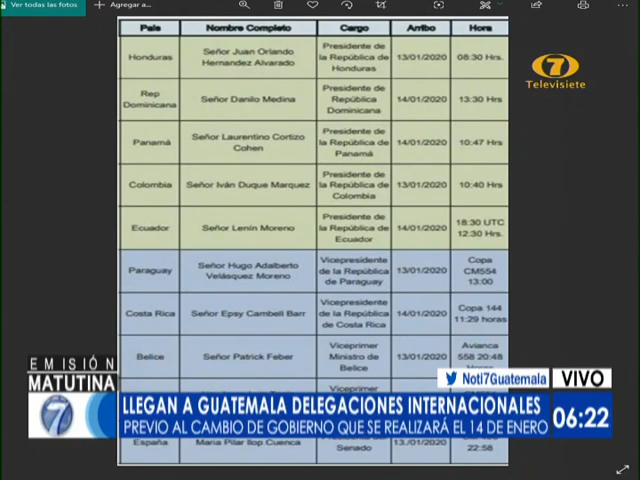 Ver todas las fotos
Agregar a...
País Nombre Completo Cargo Arribo Hora
Honduras Señor Juan Orlando Hernandez Alvarado Presidente de la República de Honduras 13/01/2020 08:30 Hrs.
Rep Dominicana Señor Danilo Medina Presidente de República Dominicana 14/01/2020 13:30 Hrs
Panamá Señor Laurentino Cortizo Cohen Presidente de la República de Panamá 14/01/2020 10:47 Hrs
Colombia Señor Iván Duque Marquez Presidente de la República de Colombia 13/01/2020 10:40 Hrs
Ecuador Señor Lenín Moreno Presidente de la República de Ecuador 14/01/2020 18:30 UTC 12:30 Hrs.
Paraguay Señor Hugo Adalberto Velásquez Moreno Vicepresidente de la República de Paraguay 13/01/2020 Copa CM554 13:00
Costa Rica Señor Epsy Cambell Barr Vicepresidente de la República de Costa Rica 14/01/2020 Copa 144 11:29 horas
Belice Señor Patrick Feber Viceprimer Ministro de Belice 13/01/2020 Avianca 558 20:48
Viceprimer
España Maria Pilar llop Cuenca Senado 22:58
7
Televisiete
EMISIÓN
MATUTINA
7
Noti7Guatemala
VIVO
LLEGAN A GUATEMALA DELEGACIONES INTERNACIONALES
PREVIO AL CAMBIO DE GOBIERNO QUE SE REALIZARÁ EL 14 DE ENERO
06:22